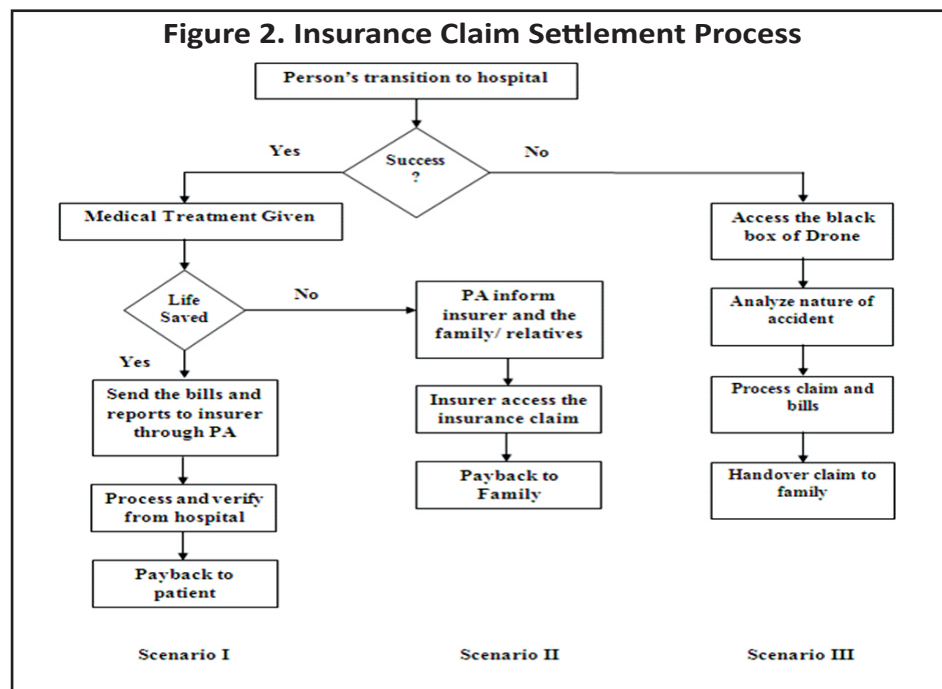 Figure 2. Insurance Claim Settlement Process
Person's transition to hospital
Yes
Success
?
No
Medical Treatment Given
Access the black
box of Drone
Life
Saved
No
PA inform
insurer and the
family/ relatives
Analyze nature of
accident
Yes
Send the bills and
reports to insurer
through PA
Insurer access the
insurance claim
Process claim and
bills
Process and verify
from hospital
Payback to
Family
Handover claim to
family
Payback to
patient
Scenario I
Scenario II
Scenario III